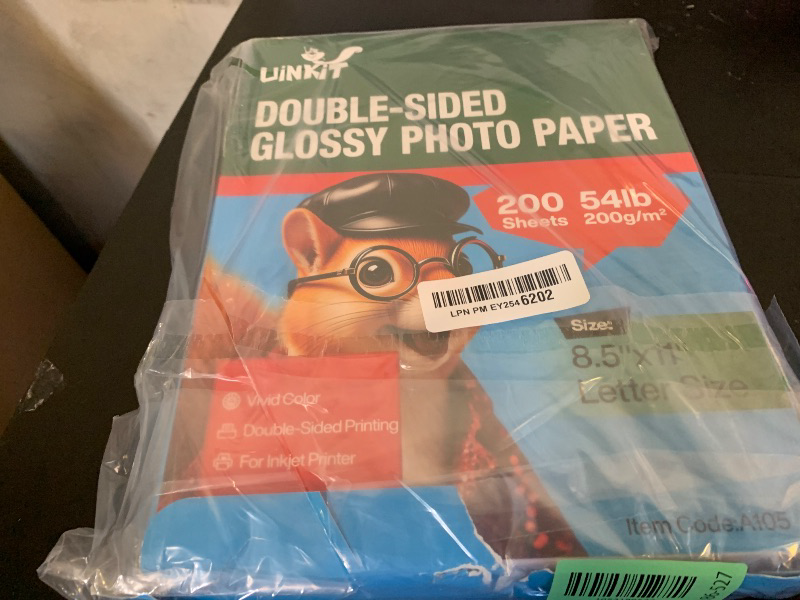 UiNKiT
DOUBLE-SIDED
GLOSSY PHOTO PAPER
200 54lb
Sheets 200g/m²
LPN PM EY2546202
Size:
8.5"x11"
Letter Size
Vivid Color
Double-Sided Printing
For Inkjet Printer
Item Code:A105